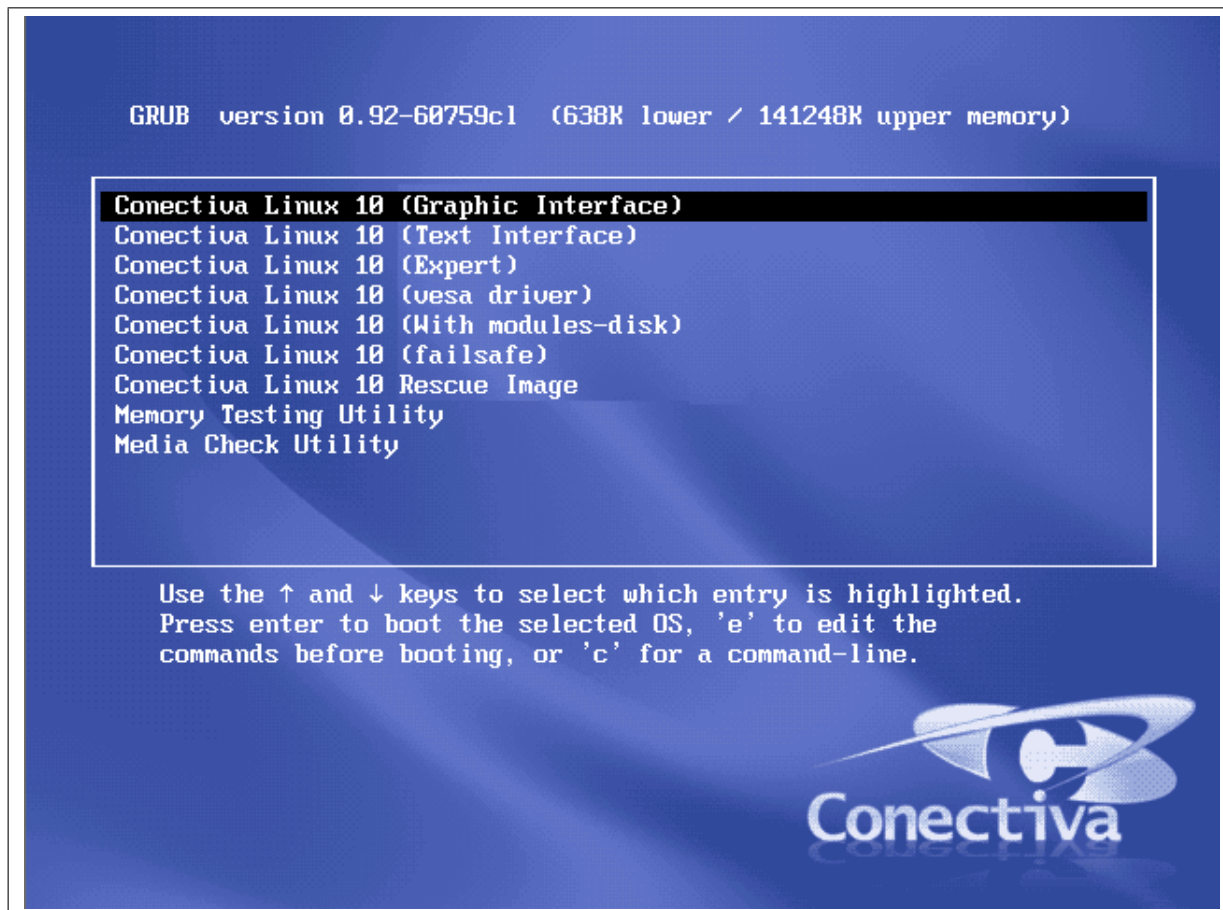 GRUB version 0.92-60759cl (638K lower / 141248K upper memory)
Conectiva Linux 10 (Graphic Interface)
Conectiva Linux 10 (Text Interface)
Conectiva Linux 10 (Expert)
Conectiva Linux 10 (vesa driver)
Conectiva Linux 10 (With modules-disk)
Conectiva Linux 10 (failsafe)
Conectiva Linux 10 Rescue Image
Memory Testing Utility
Media Check Utility
Use the ↑ and ↓ keys to select which entry is highlighted.
Press enter to boot the selected OS, 'e' to edit the
commands before booting, or 'c' for a command-line.
Conectiva